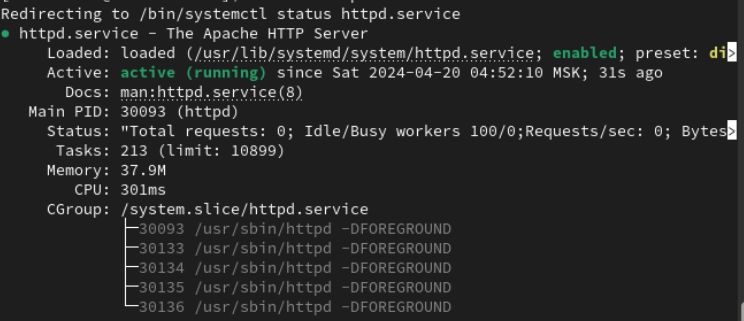 Redirecting to /bin/systemctl status httpd.service
● httpd.service - The Apache HTTP Server
Loaded: loaded (/usr/lib/systemd/system/httpd.service; enabled; preset: di>
Active: active (running) since Sat 2024-04-20 04:52:10 MSK; 31s ago
Docs: man:httpd.service(8)
Main PID: 30093 (httpd)
Status: "Total requests: 0; Idle/Busy workers 100/0;Requests/sec: 0; Bytes>
Tasks: 213 (limit: 10899)
Memory: 37.9M
CPU: 301ms
CGroup: /system.slice/httpd.service
├─30093 /usr/sbin/httpd -DFOREGROUND
├─30133 /usr/sbin/httpd -DFOREGROUND
├─30134 /usr/sbin/httpd -DFOREGROUND
├─30135 /usr/sbin/httpd -DFOREGROUND
└─30136 /usr/sbin/httpd -DFOREGROUND